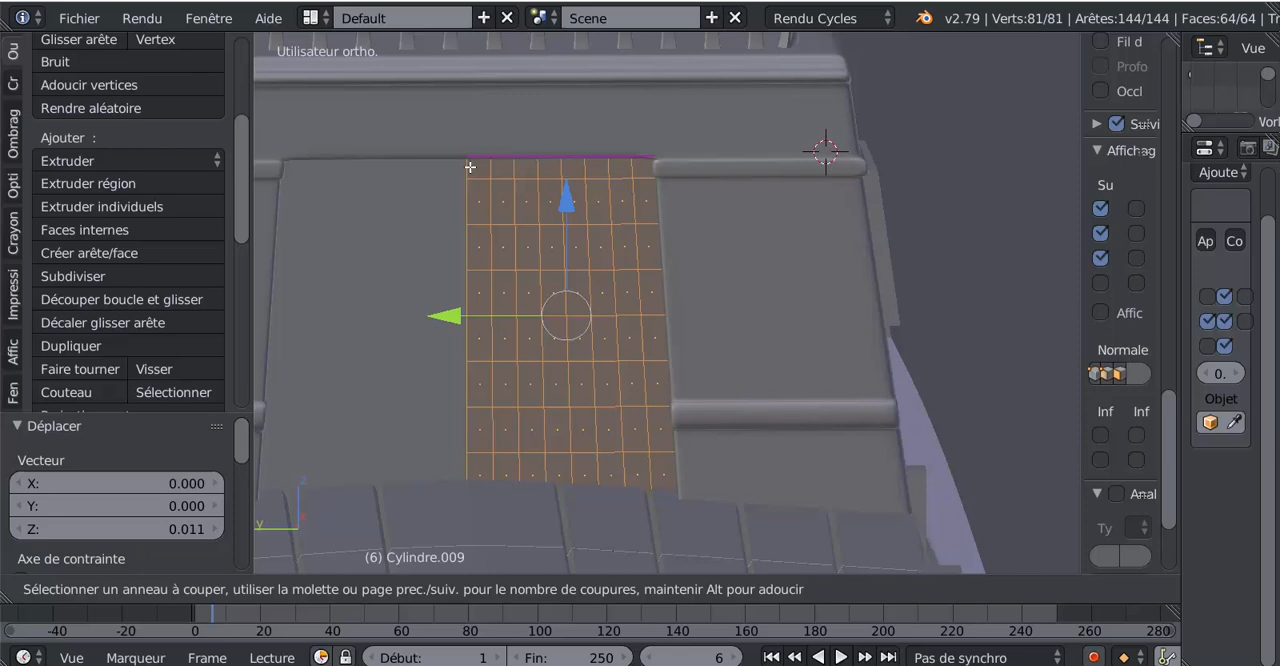 Fichier Rendu Fenêtre Aide Default Scene Rendu Cycles v2.79 | Verts:81/81 | Arêtes:144/144 | Faces:64/64 | Tr
Glisser arête Vertex
Bruit
Adoucir vertices
Rendre aléatoire
Ajouter :
Extruder
Extruder région
Extruder individuels
Faces internes
Créer arête/face
Subdiviser
Découper boucle et glisser
Décaler glisser arête
Dupliquer
Faire tourner Visser
Couteau Sélectionner
Déplacer
Vecteur
X: 0.000
Y: 0.000
Z: 0.011
Axe de contrainte
Ou
Cr
Ombrag
Opti
Crayon
Impressi
Affic
Fen
Utilisateur ortho.
z
y
(6) Cylindre.009
Fil d
Profo
Occl
Suivi
Affichag
Su
Affic
Normale
Inf Inf
Anal
Ty
Vue
Ajoute
Ap Co
0.
Objet
Sélectionner un anneau à couper, utiliser la molette ou page prec./suiv. pour le nombre de coupures, maintenir Alt pour adoucir
-40 -20 0 20 40 60 80 100 120 140 160 180 200 220 240 260 280
Vue Marqueur Frame Lecture Début: 1 Fin: 250 6 Pas de synchro